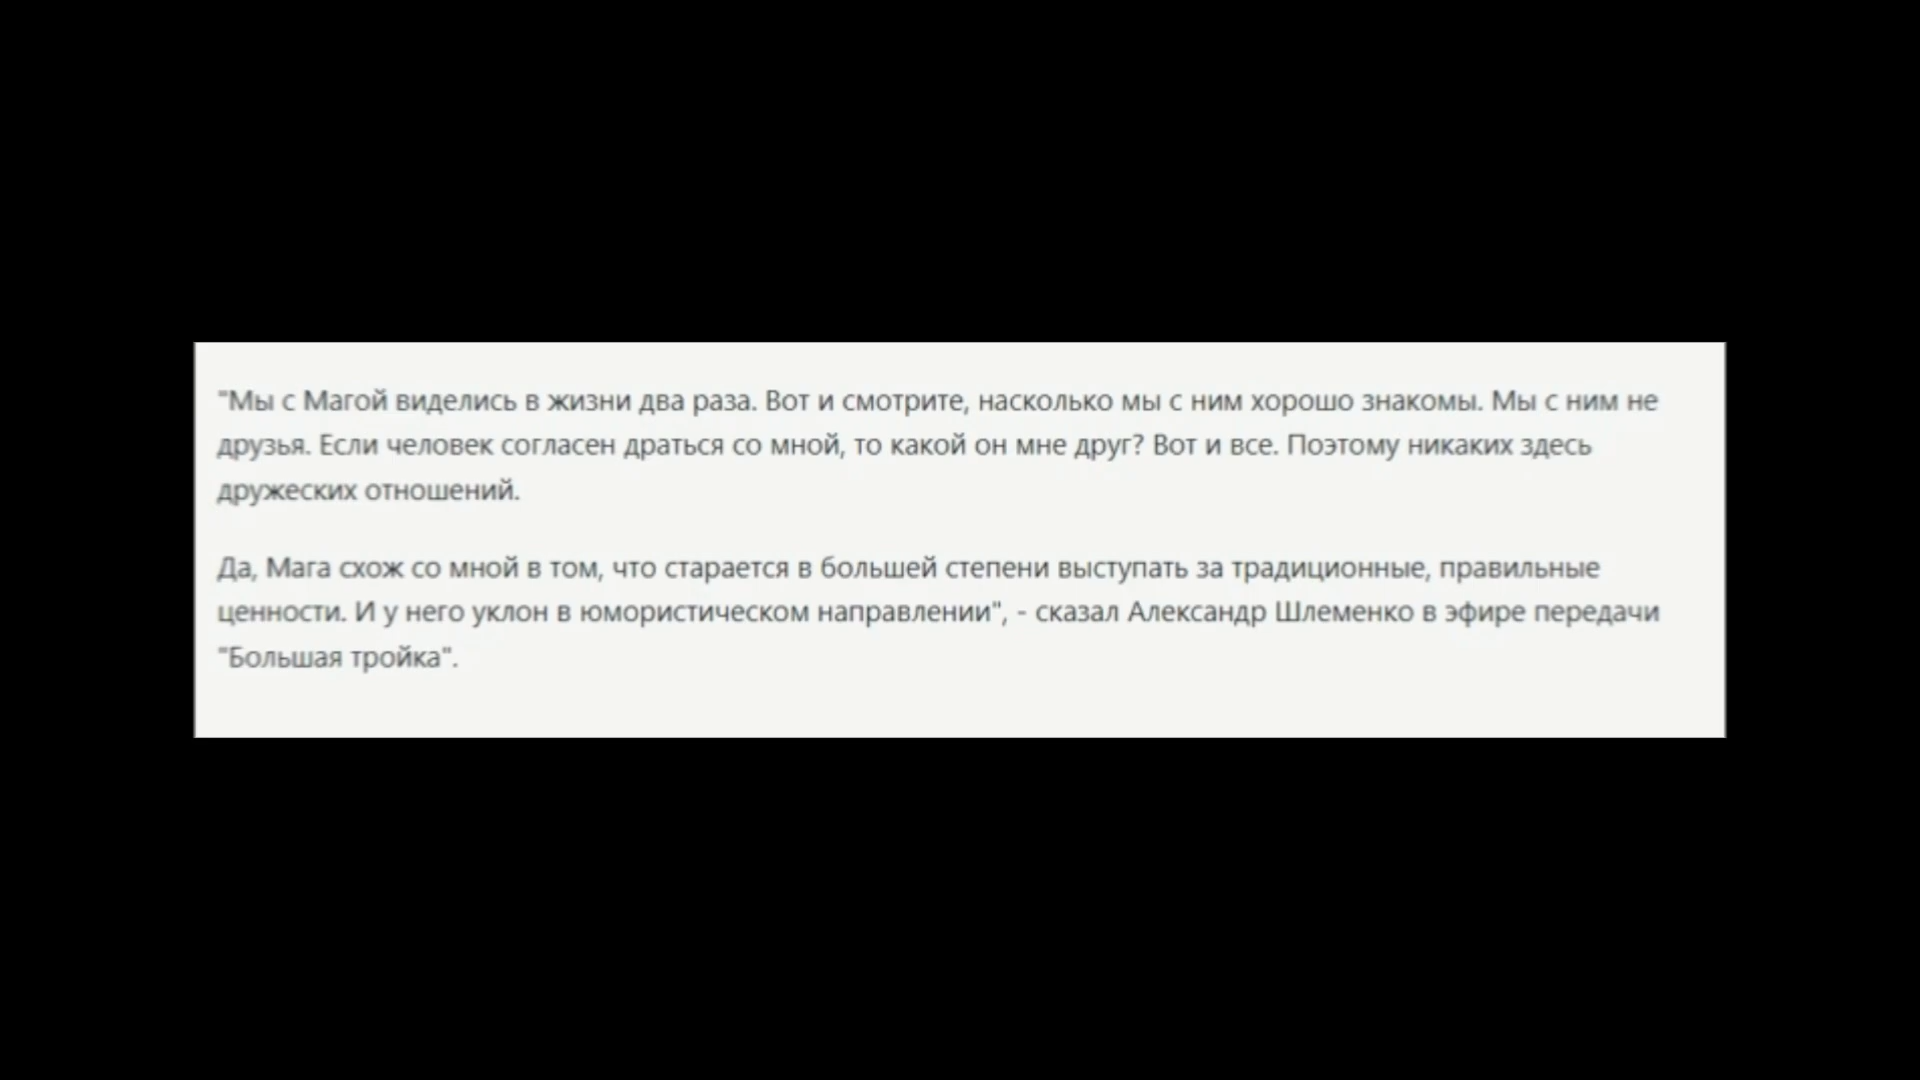 "Мы с Магой виделись в жизни два раза. Вот и смотрите, насколько мы с ним хорошо знакомы. Мы с ним не
друзья. Если человек согласен драться со мной, то какой он мне друг? Вот и все. Поэтому никаких здесь
дружеских отношений.
Да, Мага схож со мной в том, что старается в большей степени выступать за традиционные, правильные
ценности. И у него уклон в юмористическом направлении", - сказал Александр Шлеменко в эфире передачи
"Большая тройка".